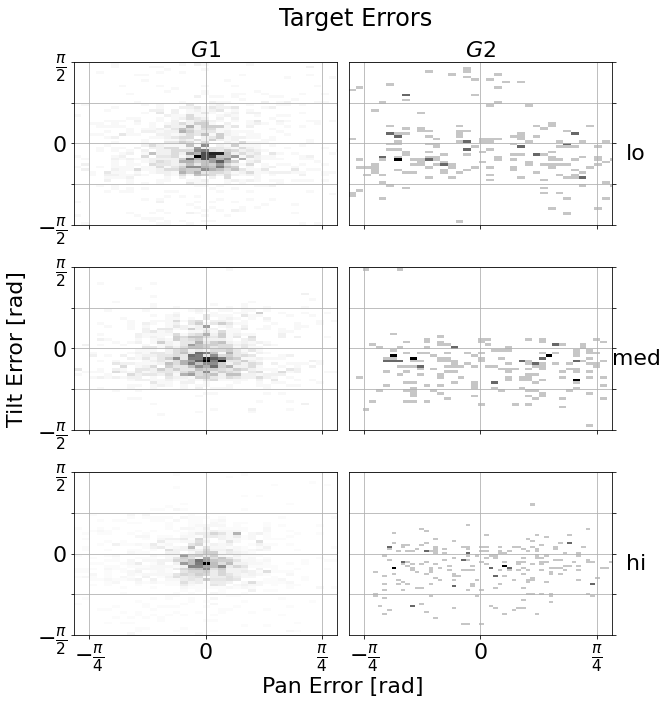 Target Errors
G1 G2
π/2
0
−π/2
lo
π/2
0
−π/2
med
Tilt Error [rad]
π/2
0
−π/2
hi
−π/4 0 π/4 −π/4 0 π/4
Pan Error [rad]